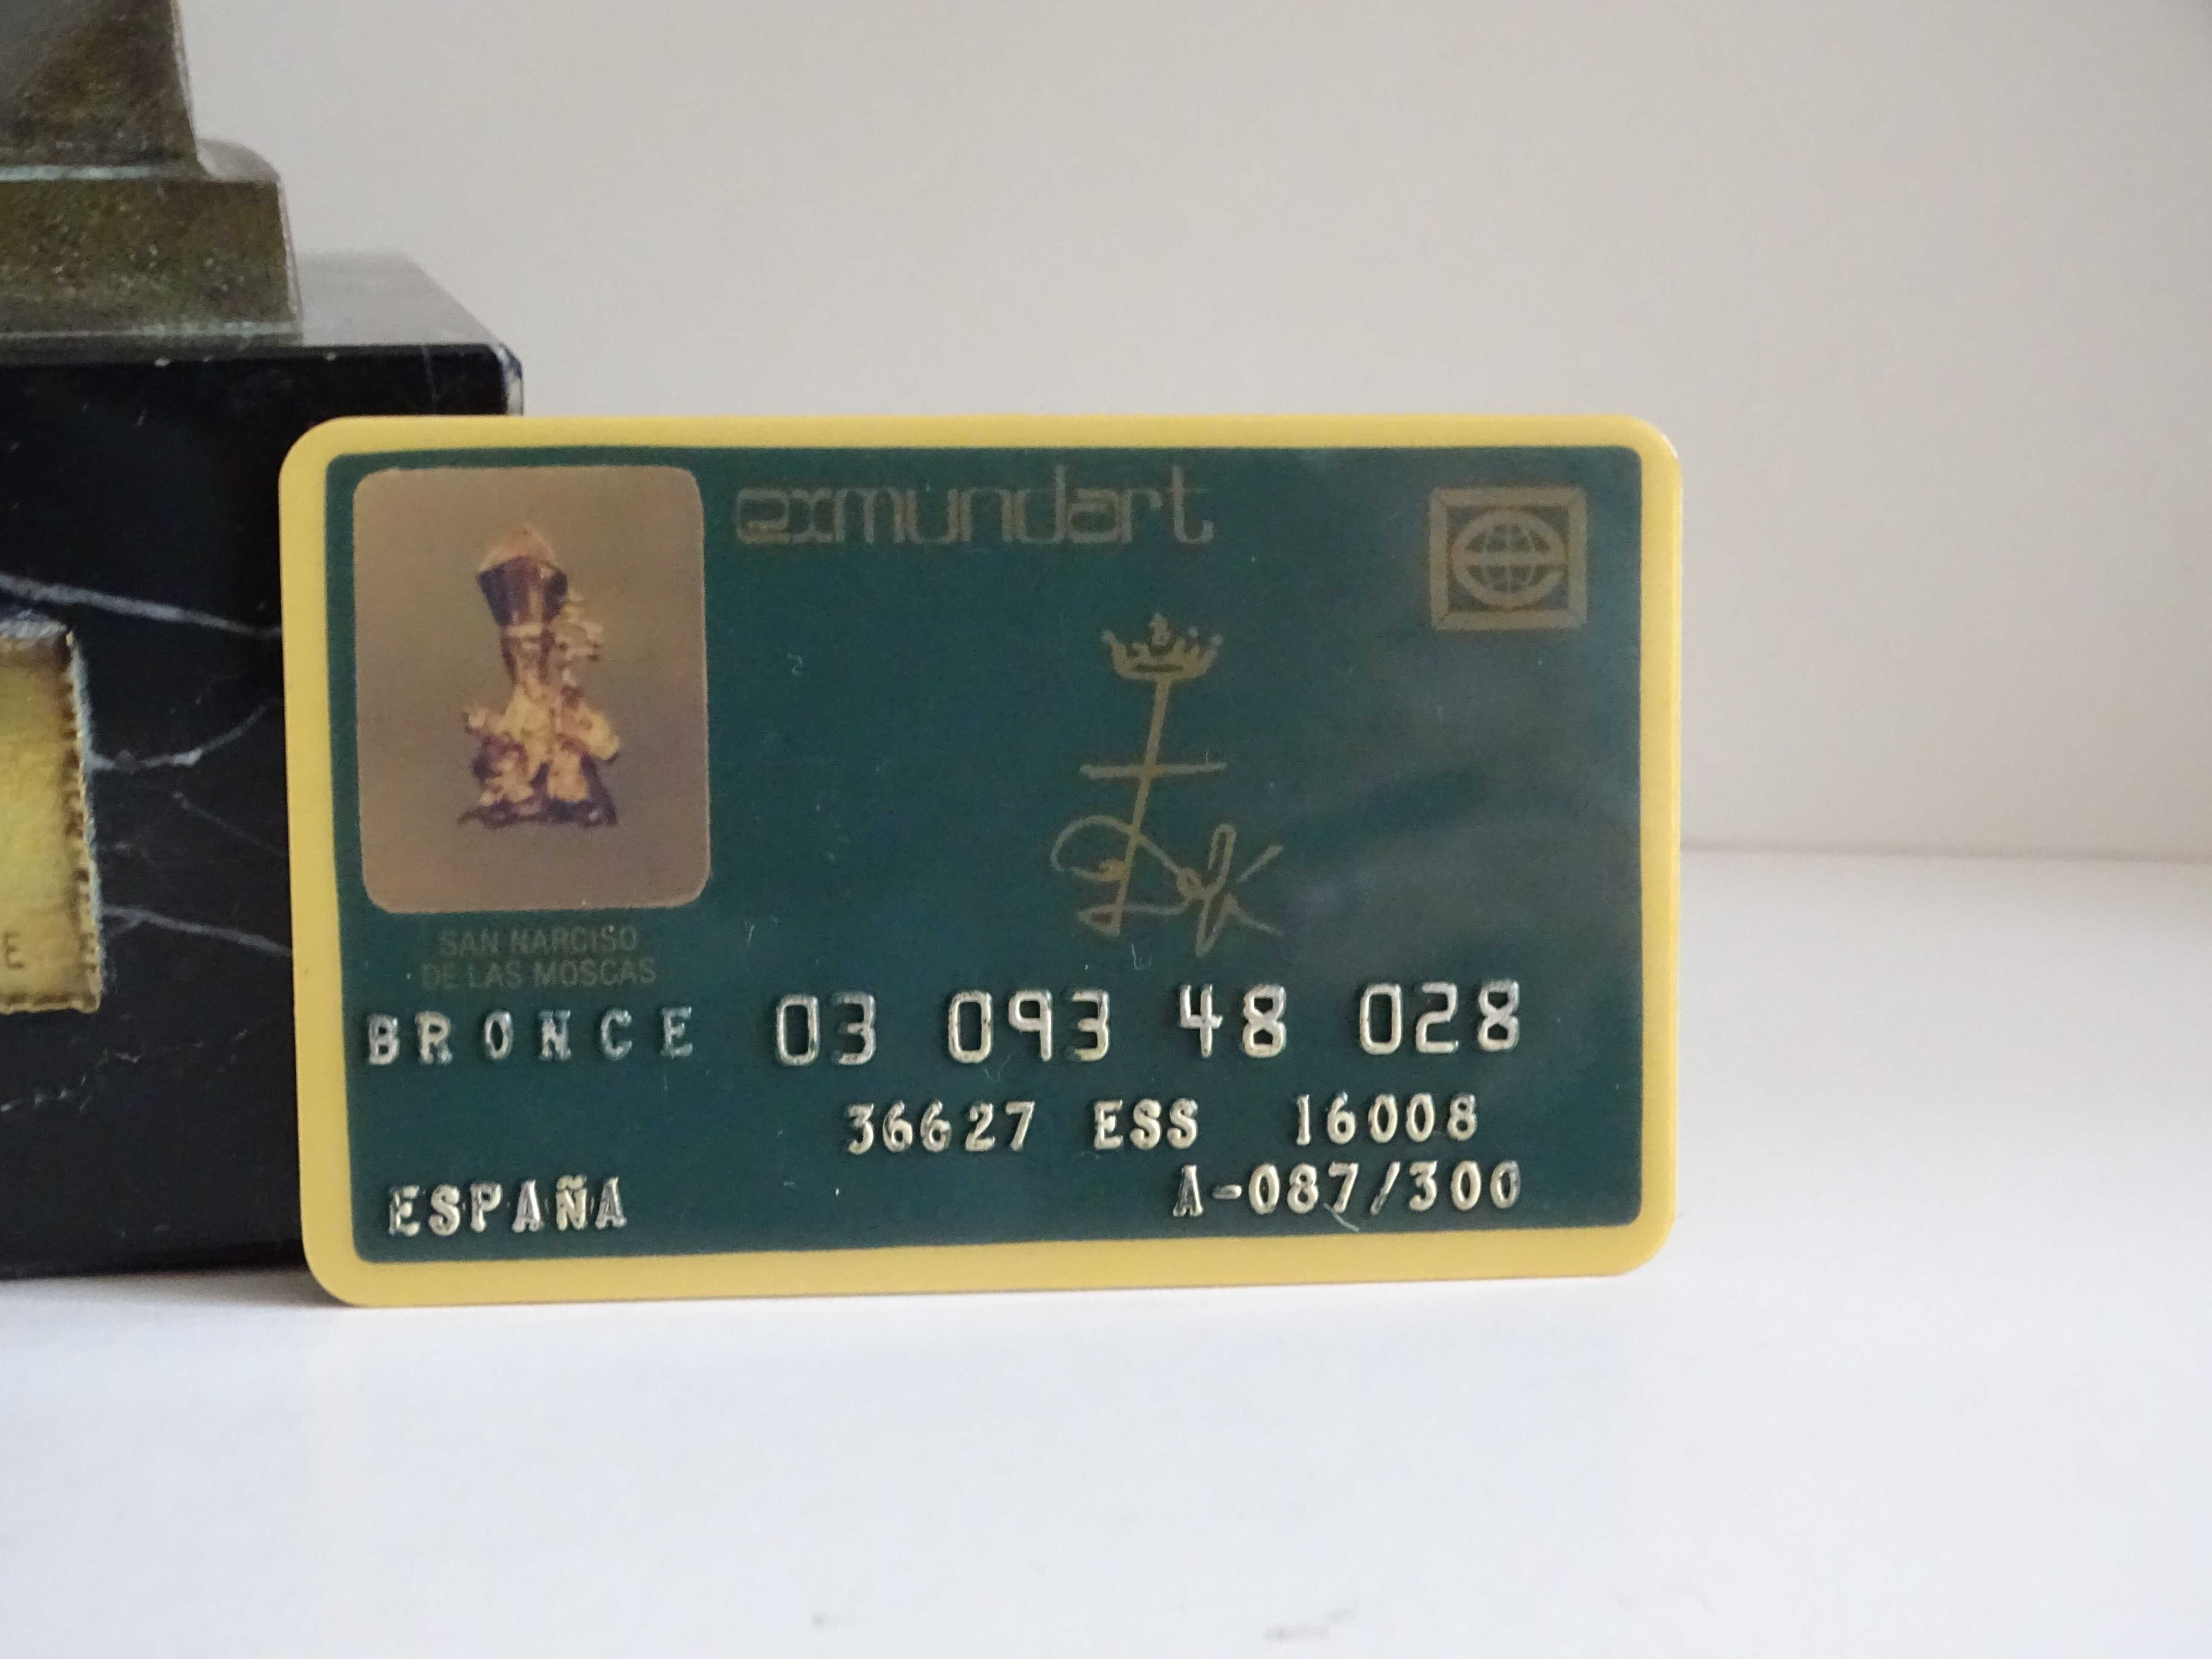 exmundart
SAN NARCISO
DE LAS MOSCAS
BRONCE 03 093 48 028
36627 ESS 16008
A-087/300
ESPAÑA
E